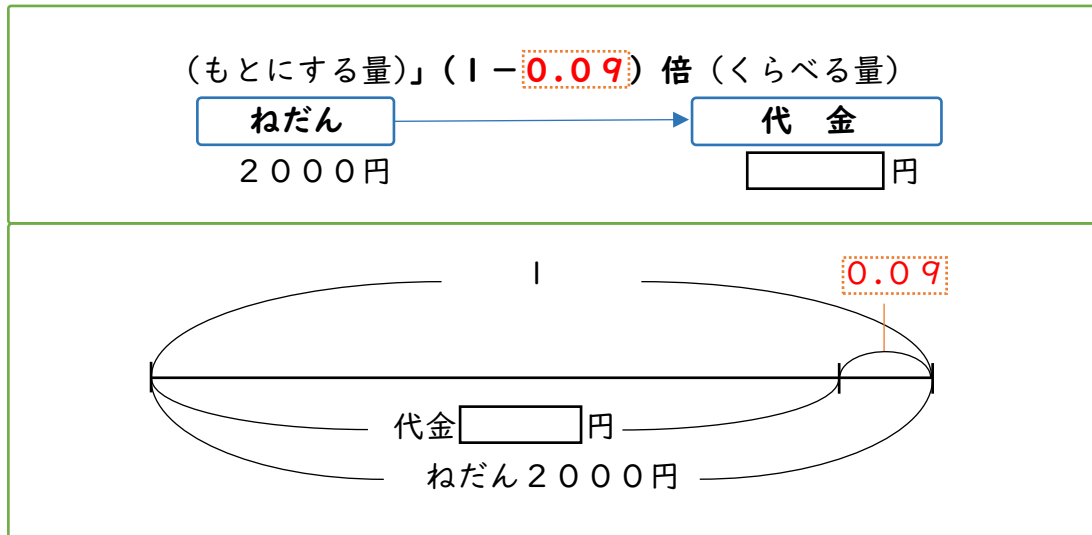 （もとにする量）」（１－０.０９）倍（くらべる量）
ねだん 代 金
２０００円 円
１ ０.０９
代金 円
ねだん２０００円